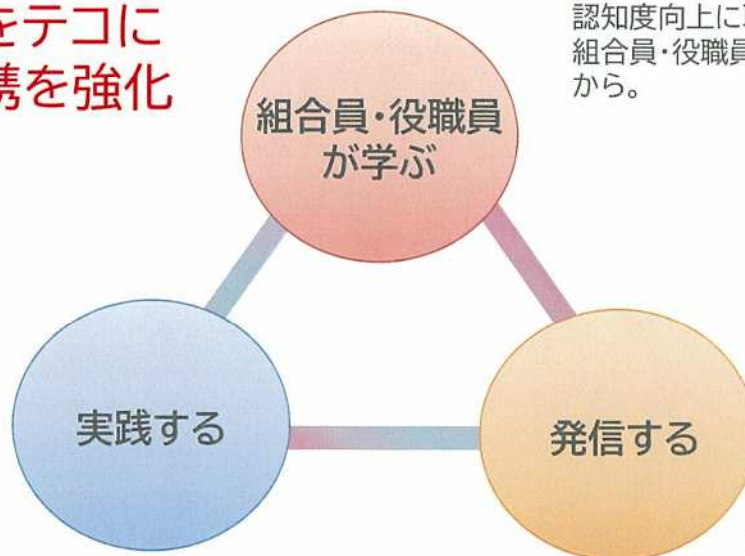 をテコに
携を強化
認知度向上に
組合員・役職員
から。
組合員・役職員
が学ぶ
実践する
発信する